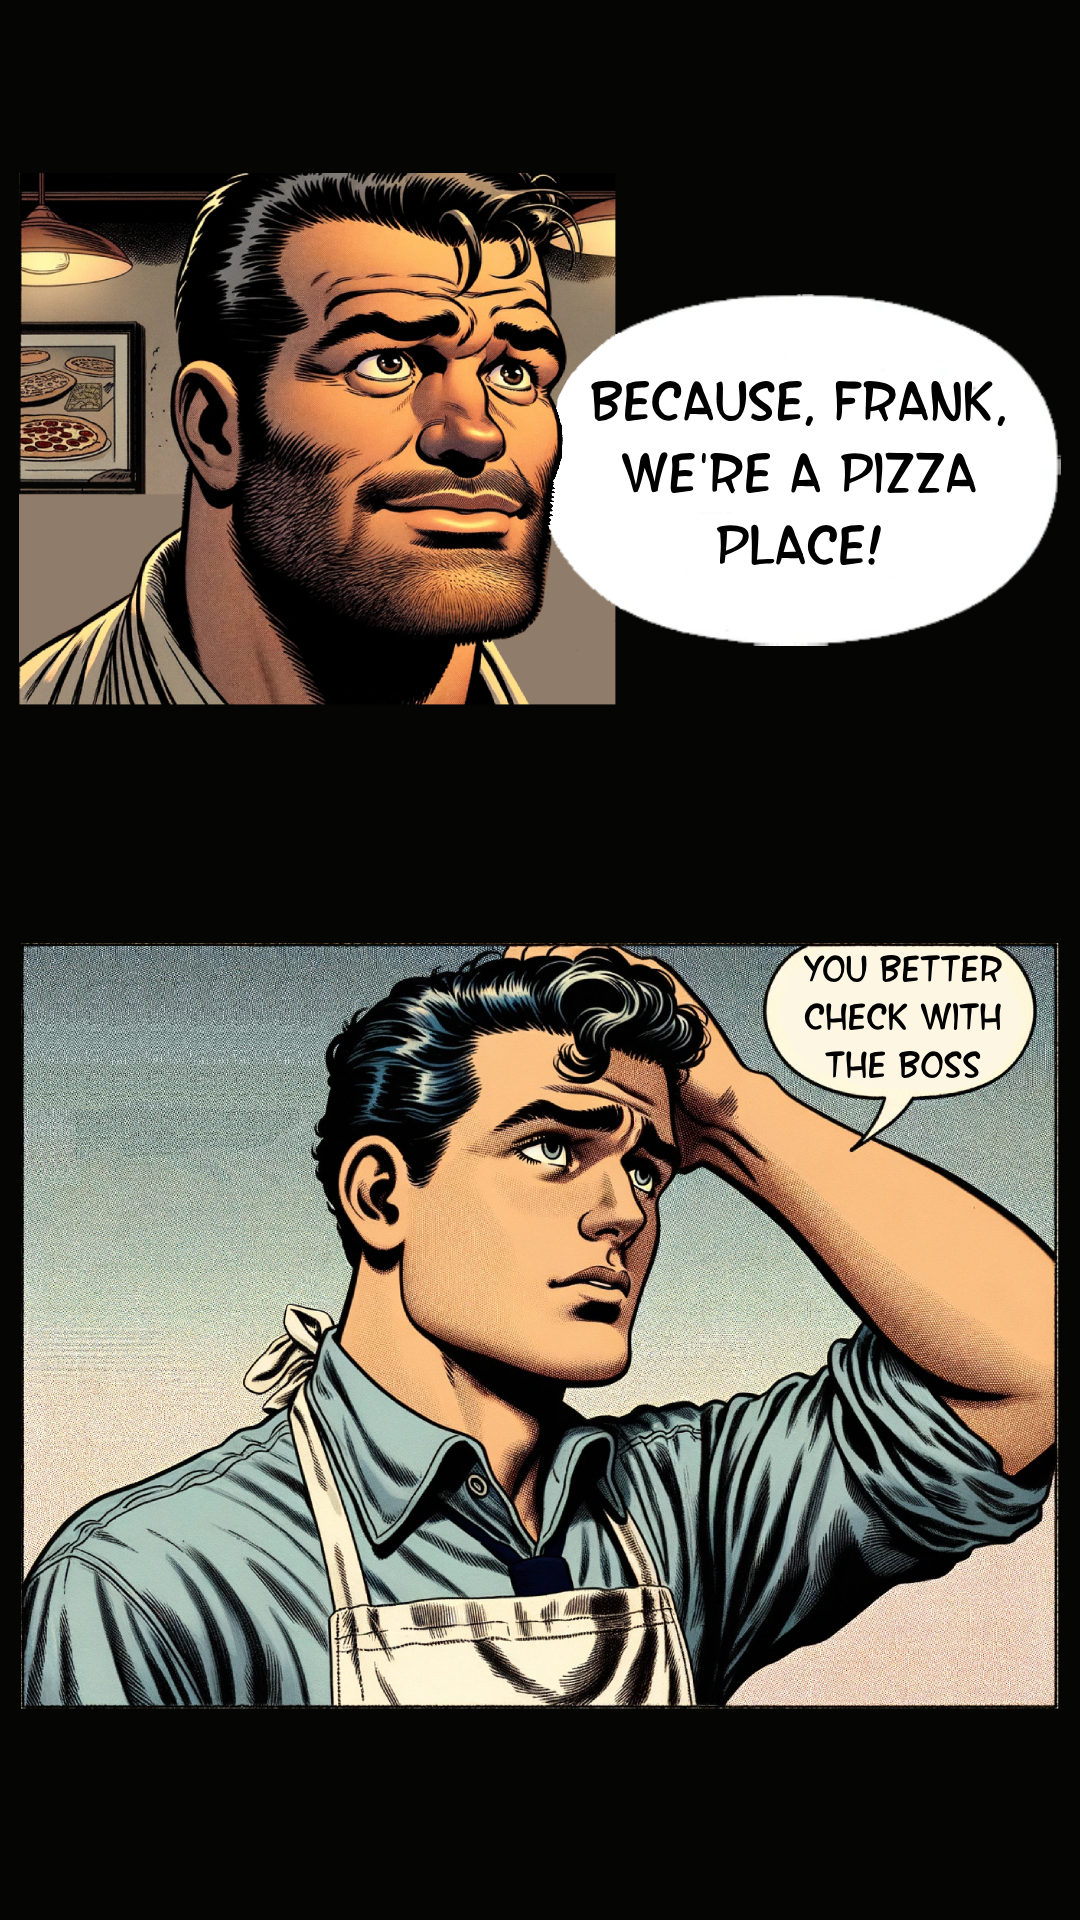 BECAUSE, FRANK,
WE'RE A PIZZA
PLACE!
YOU BETTER
CHECK WITH
THE BOSS